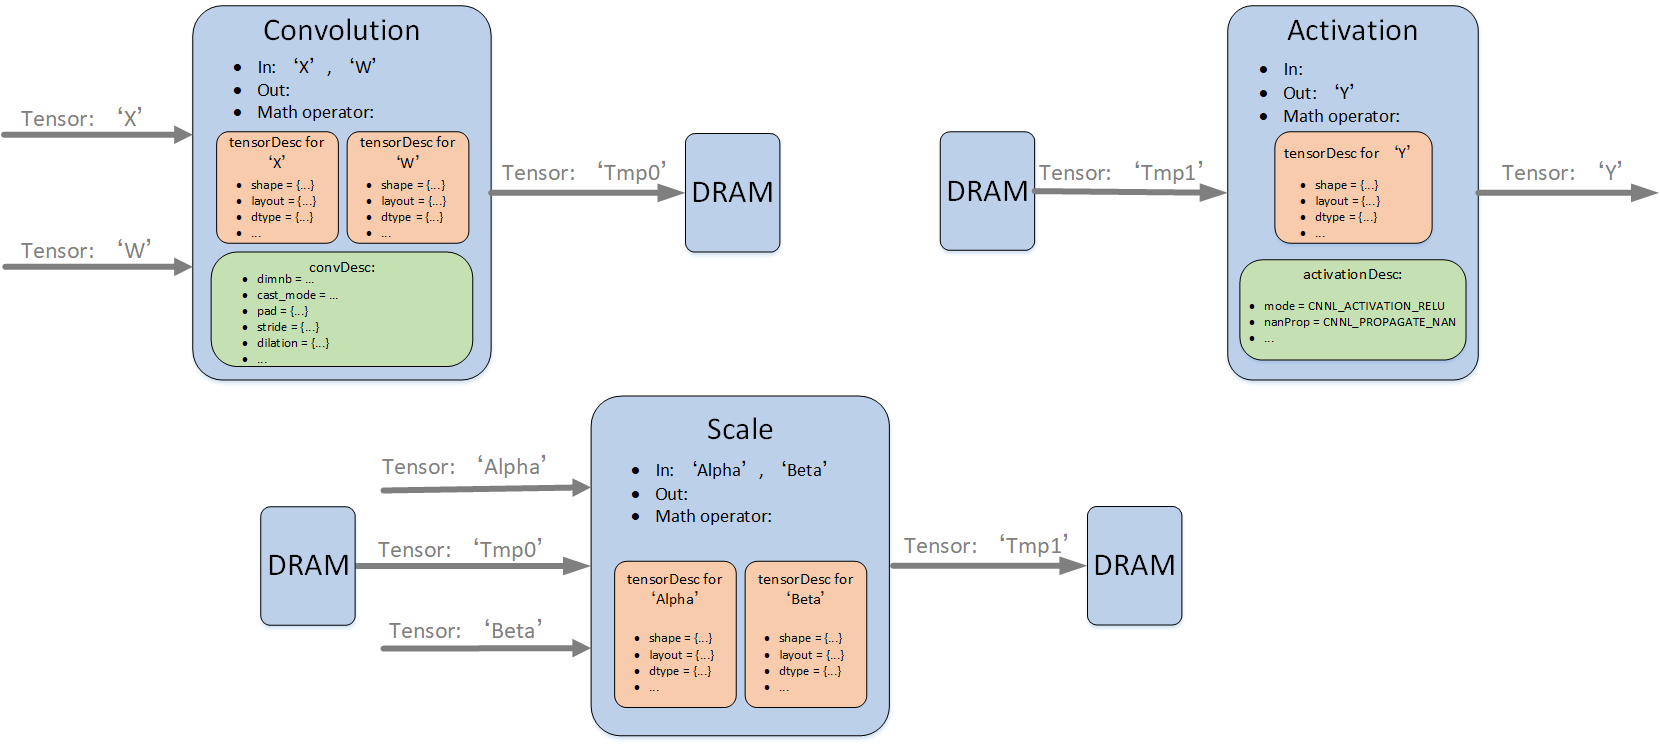 Convolution
• In: ‘X’ , ‘W’
• Out:
• Math operator:
Tensor: ‘X’
Tensor: ‘W’
tensorDesc for
‘X’
• shape = {...}
• layout = {...}
• dtype = {...}
• ...
tensorDesc for
‘W’
• shape = {...}
• layout = {...}
• dtype = {...}
• ...
convDesc:
• dimnb = ...
• cast_mode = ...
• pad = {...}
• stride = {...}
• dilation = {...}
• ...
Tensor: ‘Tmp0’
DRAM
DRAM
Tensor: ‘Tmp1’
Activation
• In:
• Out: ‘Y’
• Math operator:
tensorDesc for ‘Y’
• shape = {...}
• layout = {...}
• dtype = {...}
• ...
activationDesc:
• mode = CNNL_ACTIVATION_RELU
• nanProp = CNNL_PROPAGATE_NAN
• ...
Tensor: ‘Y’
DRAM
Tensor: ‘Alpha’
Tensor: ‘Tmp0’
Tensor: ‘Beta’
Scale
• In: ‘Alpha’ , ‘Beta’
• Out:
• Math operator:
tensorDesc for
‘Alpha’
• shape = {...}
• layout = {...}
• dtype = {...}
• ...
tensorDesc for
‘Beta’
• shape = {...}
• layout = {...}
• dtype = {...}
• ...
Tensor: ‘Tmp1’
DRAM